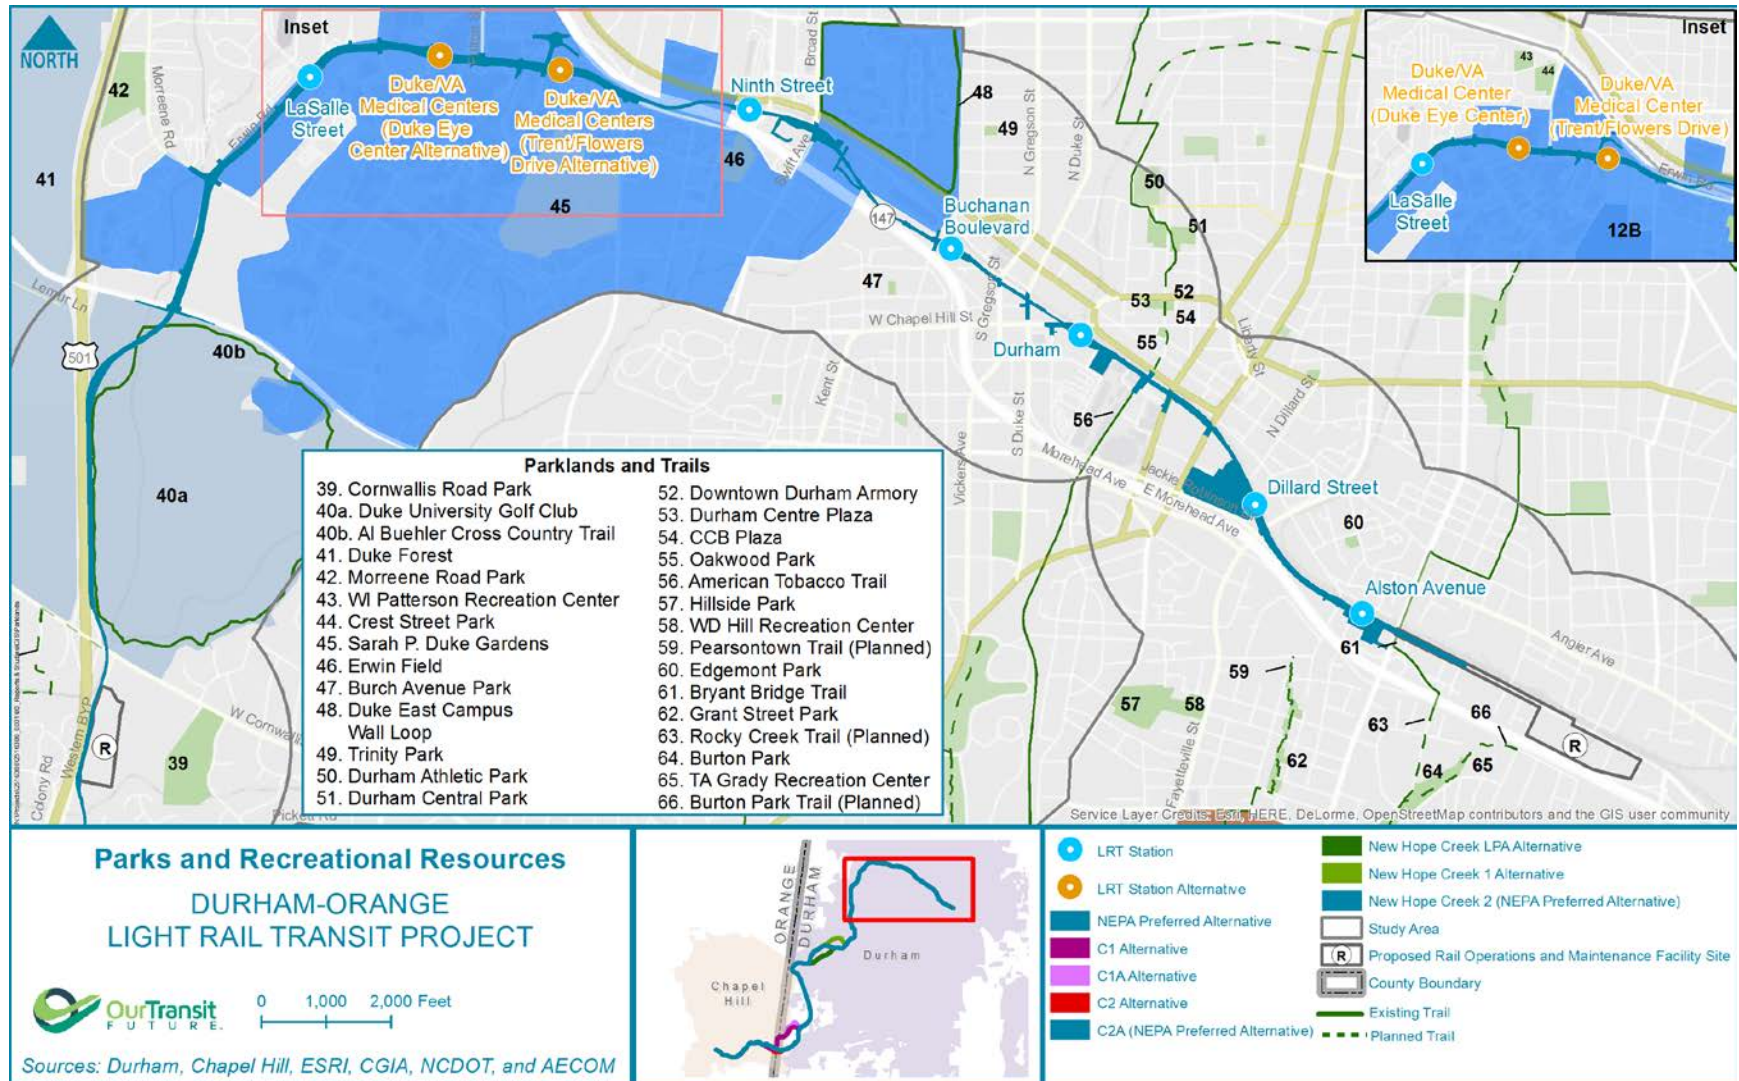 Inset
NORTH
42
Morreene Rd
Erwin Rd
LaSalle
Street
Duke/VA
Medical Centers
(Duke Eye
Center Alternative)
Duke/VA
Medical Centers
(Trent/Flowers
Drive Alternative)
Broad St
Ninth Street
46
Swift Ave
45
41
48
49
N Gregson St
N Duke St
50
51
Buchanan
Boulevard
147
47
Lemur Ln
501
40b
40a
W Chapel Hill St
S Gregson St
Kent St
Durham
53
52
54
55
Liberty St
N Dillard St
56
Vickers Ave
S Duke St
Morehead Ave
Jackie Robinson
E Morehead Ave
Dillard Street
60
Alston Avenue
61
Angier Ave
59
57
58
Fayetteville St
62
63
66
64
65
R
R
39
Colony Rd
Western BYP
W Cornwallis
Pickett Rd
Inset
43
44
Duke/VA
Medical Center
(Duke Eye Center)
Duke/VA
Medical Center
(Trent/Flowers Drive)
Erwin Rd
LaSalle
Street
12B
Parklands and Trails
39. Cornwallis Road Park
40a. Duke University Golf Club
40b. Al Buehler Cross Country Trail
41. Duke Forest
42. Morreene Road Park
43. WI Patterson Recreation Center
44. Crest Street Park
45. Sarah P. Duke Gardens
46. Erwin Field
47. Burch Avenue Park
48. Duke East Campus
Wall Loop
49. Trinity Park
50. Durham Athletic Park
51. Durham Central Park
52. Downtown Durham Armory
53. Durham Centre Plaza
54. CCB Plaza
55. Oakwood Park
56. American Tobacco Trail
57. Hillside Park
58. WD Hill Recreation Center
59. Pearsontown Trail (Planned)
60. Edgemont Park
61. Bryant Bridge Trail
62. Grant Street Park
63. Rocky Creek Trail (Planned)
64. Burton Park
65. TA Grady Recreation Center
66. Burton Park Trail (Planned)
Service Layer Credits: Esri, HERE, DeLorme, OpenStreetMap contributors and the GIS user community
Parks and Recreational Resources
DURHAM-ORANGE
LIGHT RAIL TRANSIT PROJECT
OurTransit
FUTURE
0 1,000 2,000 Feet
Sources: Durham, Chapel Hill, ESRI, CGIA, NCDOT, and AECOM
ORANGE
DURHAM
Durham
Chapel
Hill
LRT Station
LRT Station Alternative
NEPA Preferred Alternative
C1 Alternative
C1A Alternative
C2 Alternative
C2A (NEPA Preferred Alternative)
New Hope Creek LPA Alternative
New Hope Creek 1 Alternative
New Hope Creek 2 (NEPA Preferred Alternative)
Study Area
R Proposed Rail Operations and Maintenance Facility Site
County Boundary
Existing Trail
Planned Trail